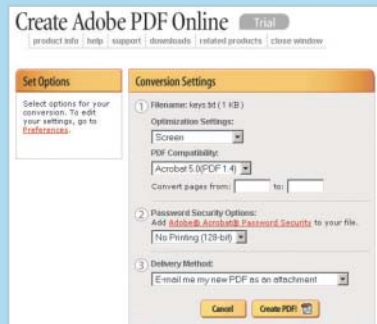 Create Adobe PDF Online Trial
product info | help | support | downloads | related products | close window
Set Options
Select options for your
conversion. To edit
your settings, go to
Preferences.
Conversion Settings
1 Filename: keys.txt ( 1 KB )
Optimization Settings:
Screen
PDF Compatibility:
Acrobat 5.0(PDF 1.4)
Convert pages from: to:
2 Password Security Options:
Add Adobe® Acrobat® Password Security to your file.
No Printing (128-bit)
3 Delivery Method:
E-mail me my new PDF as an attachment
Cancel Create PDF!